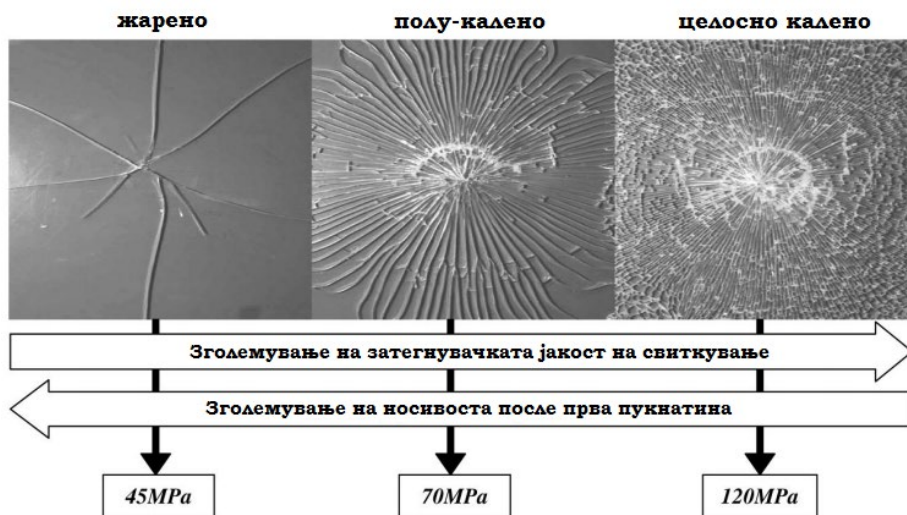 жарено
полу-калено
целосно калено
Зголемување на затегнувачката јакост на свиткување
Зголемување на носивоста после прва пукнатина
45MPa
70MPa
120MPa